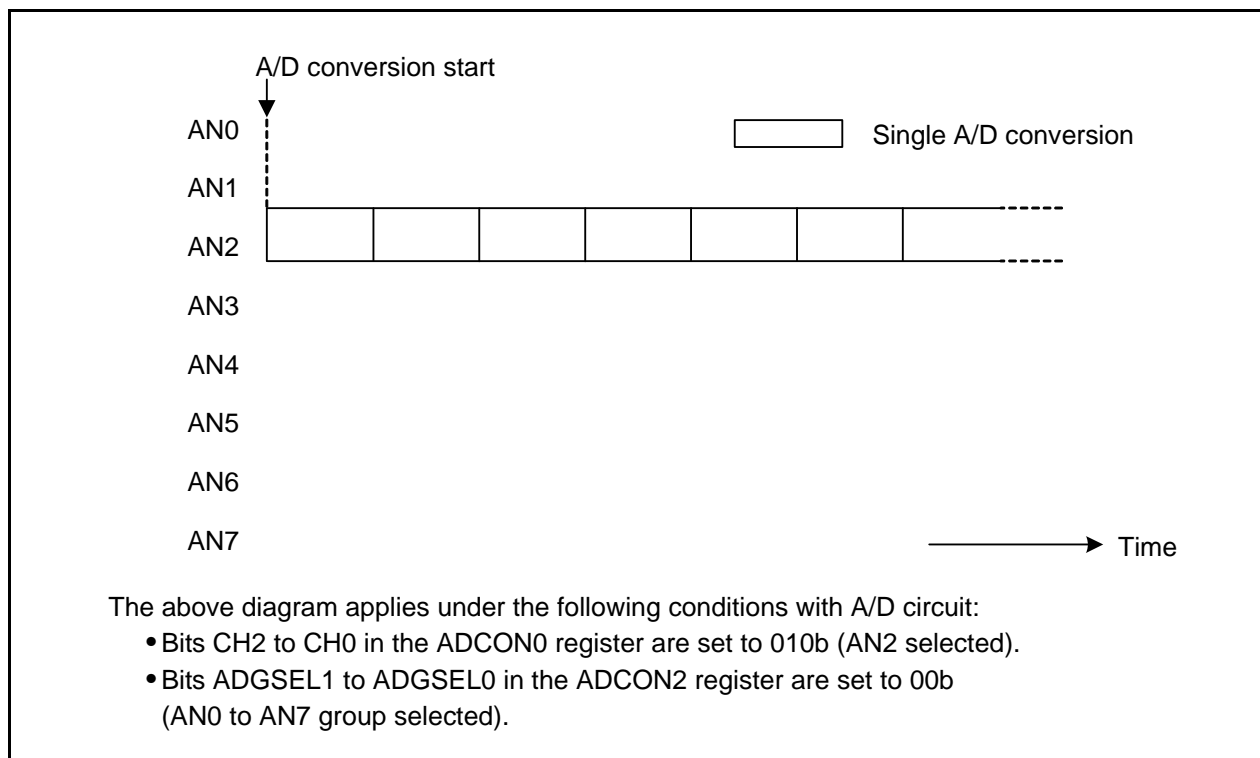 A/D conversion start
AN0
Single A/D conversion
AN1
AN2
AN3
AN4
AN5
AN6
AN7
Time
The above diagram applies under the following conditions with A/D circuit:
•Bits CH2 to CH0 in the ADCON0 register are set to 010b (AN2 selected).
•Bits ADGSEL1 to ADGSEL0 in the ADCON2 register are set to 00b
(AN0 to AN7 group selected).